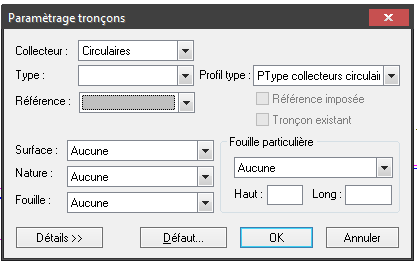 Paramètrage tronçons
Collecteur : Circulaires
Type : Profil type : PType collecteurs circulair
Référence : Référence imposée
Tronçon existant
Surface : Aucune Fouille particulière
Nature : Aucune Aucune
Fouille : Aucune Haut : Long :
Détails >> Défaut... OK Annuler